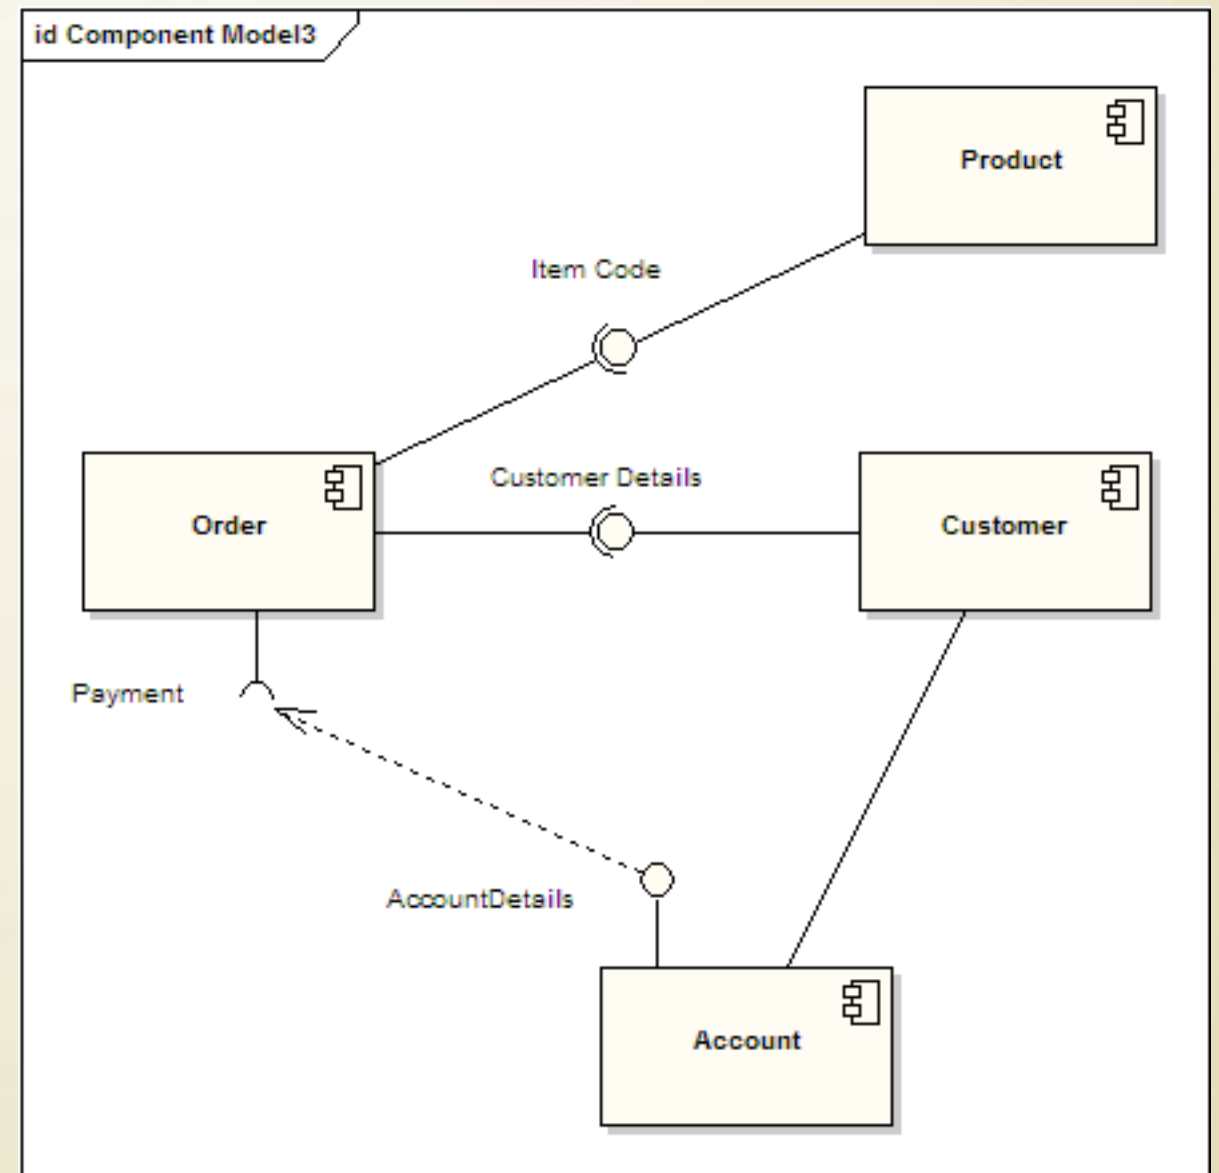 id Component Model3
Product
Item Code
Customer Details
Order
Customer
Payment
AccountDetails
Account